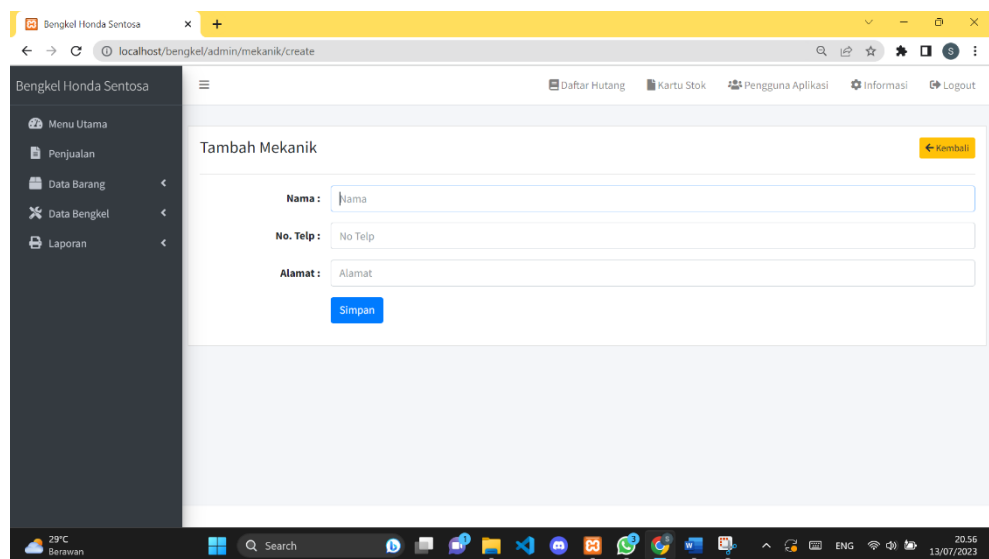 Bengkel Honda Sentosa
localhost/bengkel/admin/mekanik/create
S
Bengkel Honda Sentosa
Daftar Hutang Kartu Stok Pengguna Aplikasi Informasi Logout
Menu Utama
Penjualan
Data Barang
Data Bengkel
Laporan
Tambah Mekanik
Kembali
Nama : Nama
No. Telp : No Telp
Alamat : Alamat
Simpan
29°C
Berawan
Search
ENG
20.56
13/07/2023